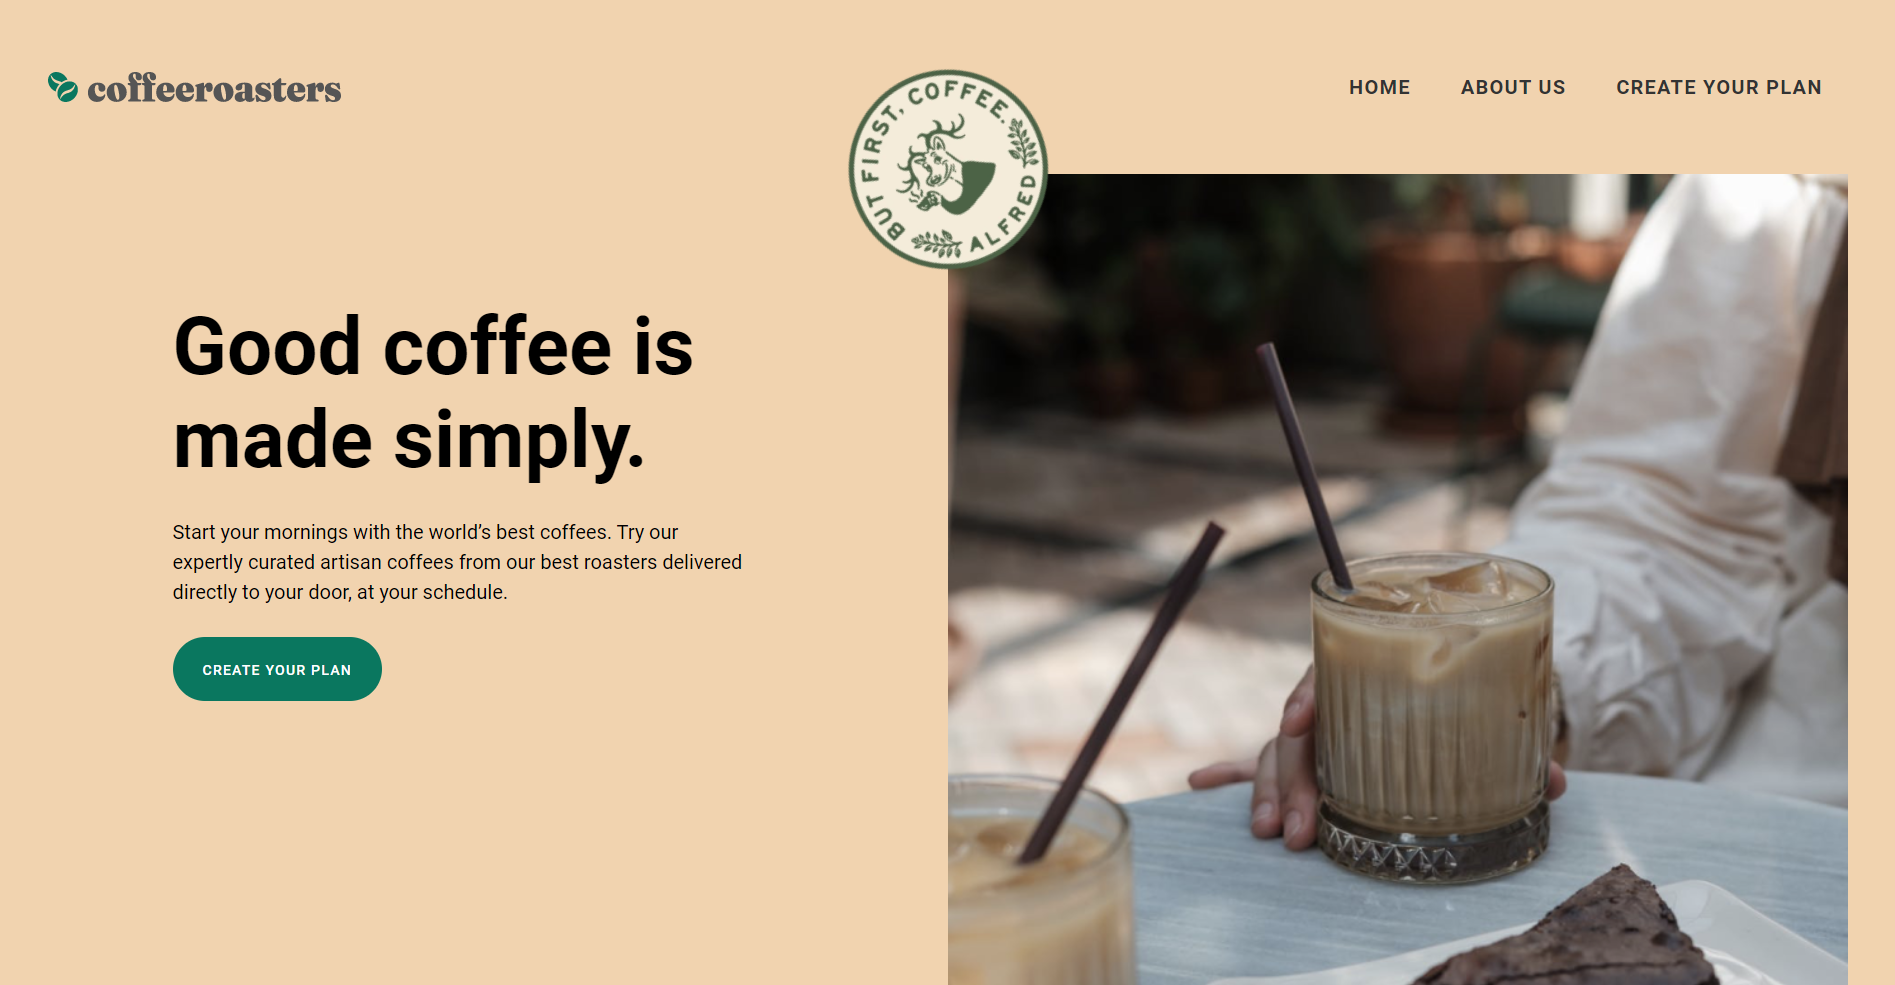 coffeeroasters
HOME
ABOUT US
CREATE YOUR PLAN
BUT FIRST, COFFEE.
ALFRED
Good coffee is
made simply.
Start your mornings with the world’s best coffees. Try our
expertly curated artisan coffees from our best roasters delivered
directly to your door, at your schedule.
CREATE YOUR PLAN